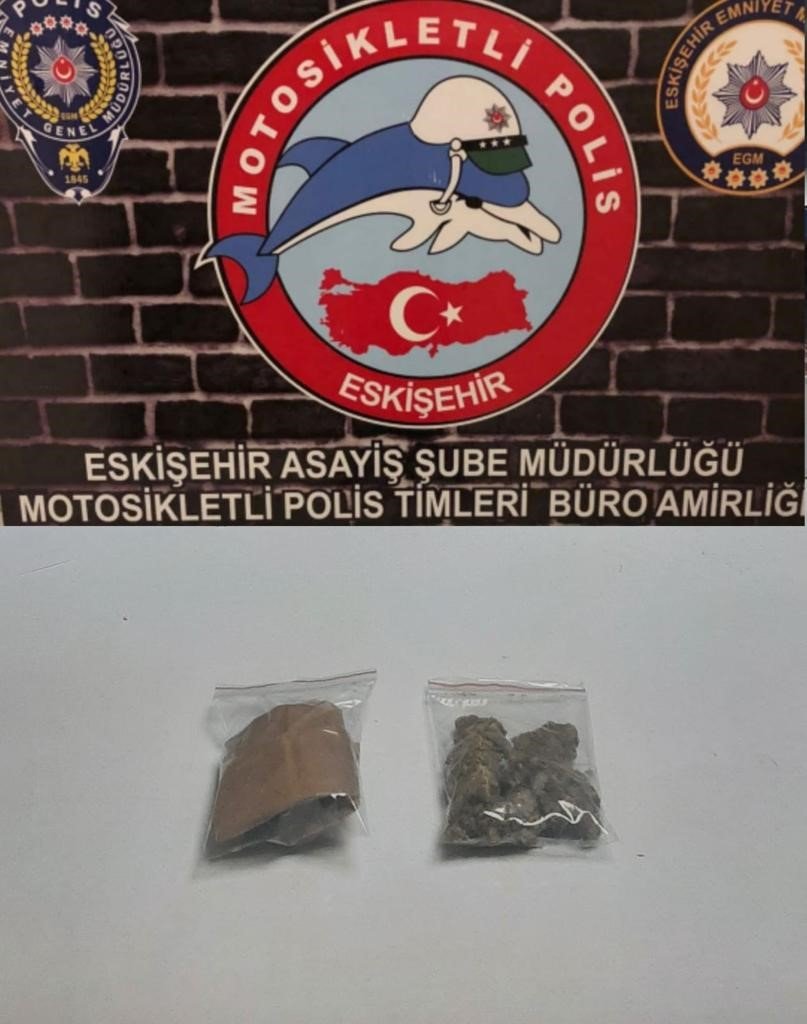 POLİS
EMNİYET GENEL MÜDÜRLÜĞÜ
EGM
1845
MOTOSİKLETLİ POLİS
ESKİŞEHİR
ESKİŞEHİR EMNİYET
EGM
ESKİŞEHİR ASAYİŞ ŞUBE MÜDÜRLÜĞÜ
MOTOSİKLETLİ POLİS TİMLERİ BÜRO AMİRLİĞİ